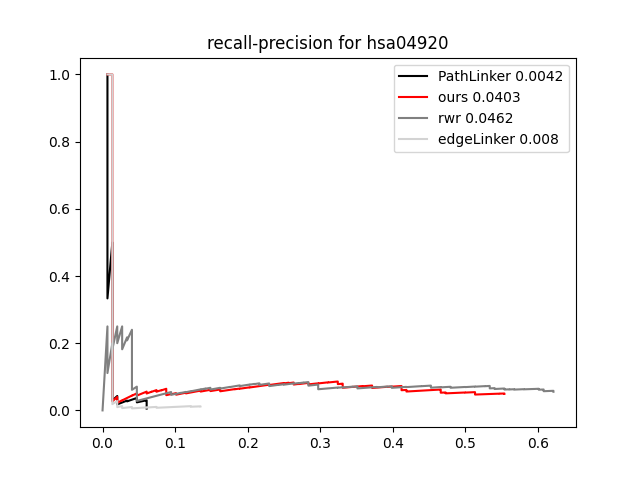 recall-precision for hsa04920
PathLinker 0.0042
ours 0.0403
rwr 0.0462
edgeLinker 0.008
1.0
0.8
0.6
0.4
0.2
0.0
0.0 0.1 0.2 0.3 0.4 0.5 0.6